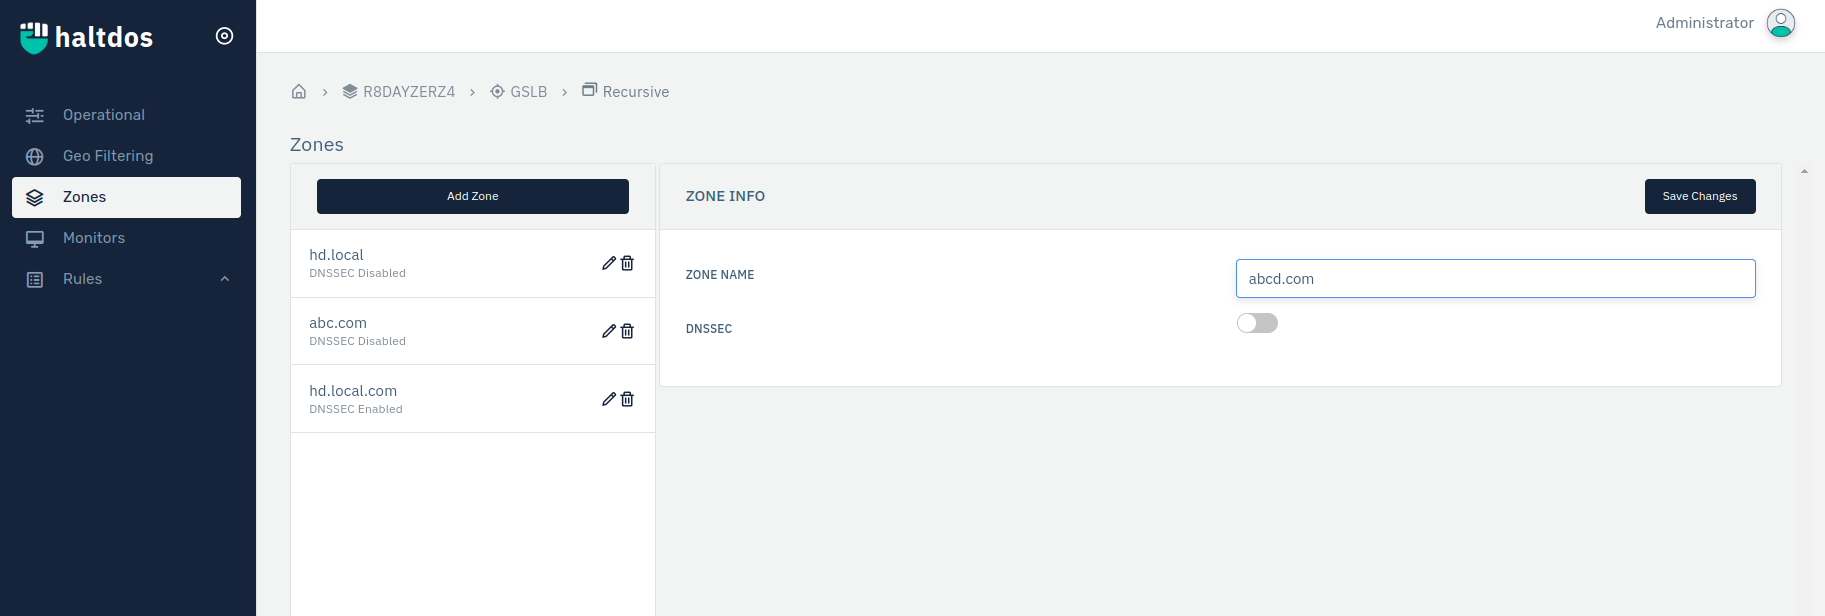 haltdos
Administrator
Operational
Geo Filtering
Zones
Monitors
Rules
R8DAYZERZ4 GSLB Recursive
Zones
Add Zone
hd.local
DNSSEC Disabled
abc.com
DNSSEC Disabled
hd.local.com
DNSSEC Enabled
ZONE INFO
Save Changes
ZONE NAME
abcd.com
DNSSEC